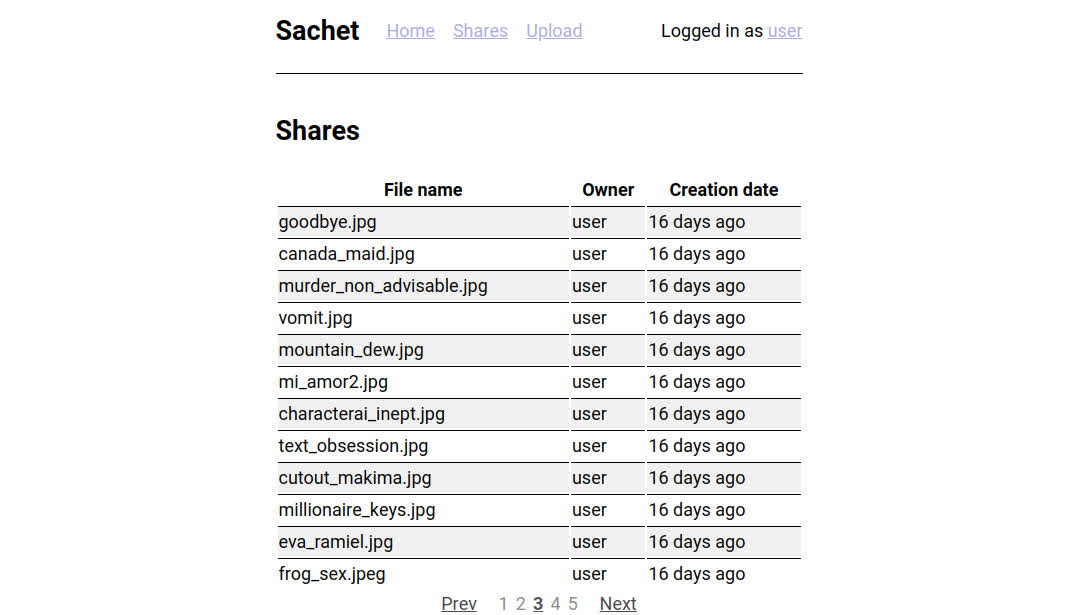 Sachet Home Shares Upload Logged in as user
Shares
File name Owner Creation date
goodbye.jpg user 16 days ago
canada_maid.jpg user 16 days ago
murder_non_advisable.jpg user 16 days ago
vomit.jpg user 16 days ago
mountain_dew.jpg user 16 days ago
mi_amor2.jpg user 16 days ago
characterai_inept.jpg user 16 days ago
text_obsession.jpg user 16 days ago
cutout_makima.jpg user 16 days ago
millionaire_keys.jpg user 16 days ago
eva_ramiel.jpg user 16 days ago
frog_sex.jpeg user 16 days ago
Prev 1 2 3 4 5 Next